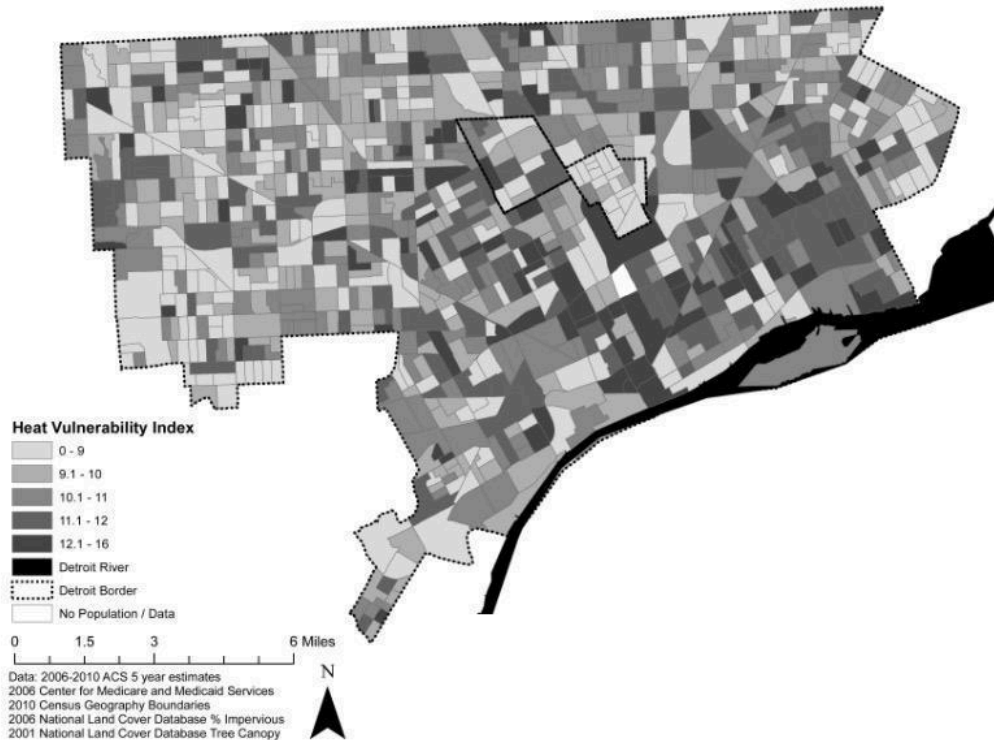 Heat Vulnerability Index
0 - 9
9.1 - 10
10.1 - 11
11.1 - 12
12.1 - 16
Detroit River
Detroit Border
No Population / Data
0 1.5 3 6 Miles
N
Data: 2006-2010 ACS 5 year estimates
2006 Center for Medicare and Medicaid Services
2010 Census Geography Boundaries
2006 National Land Cover Database % Impervious
2001 National Land Cover Database Tree Canopy